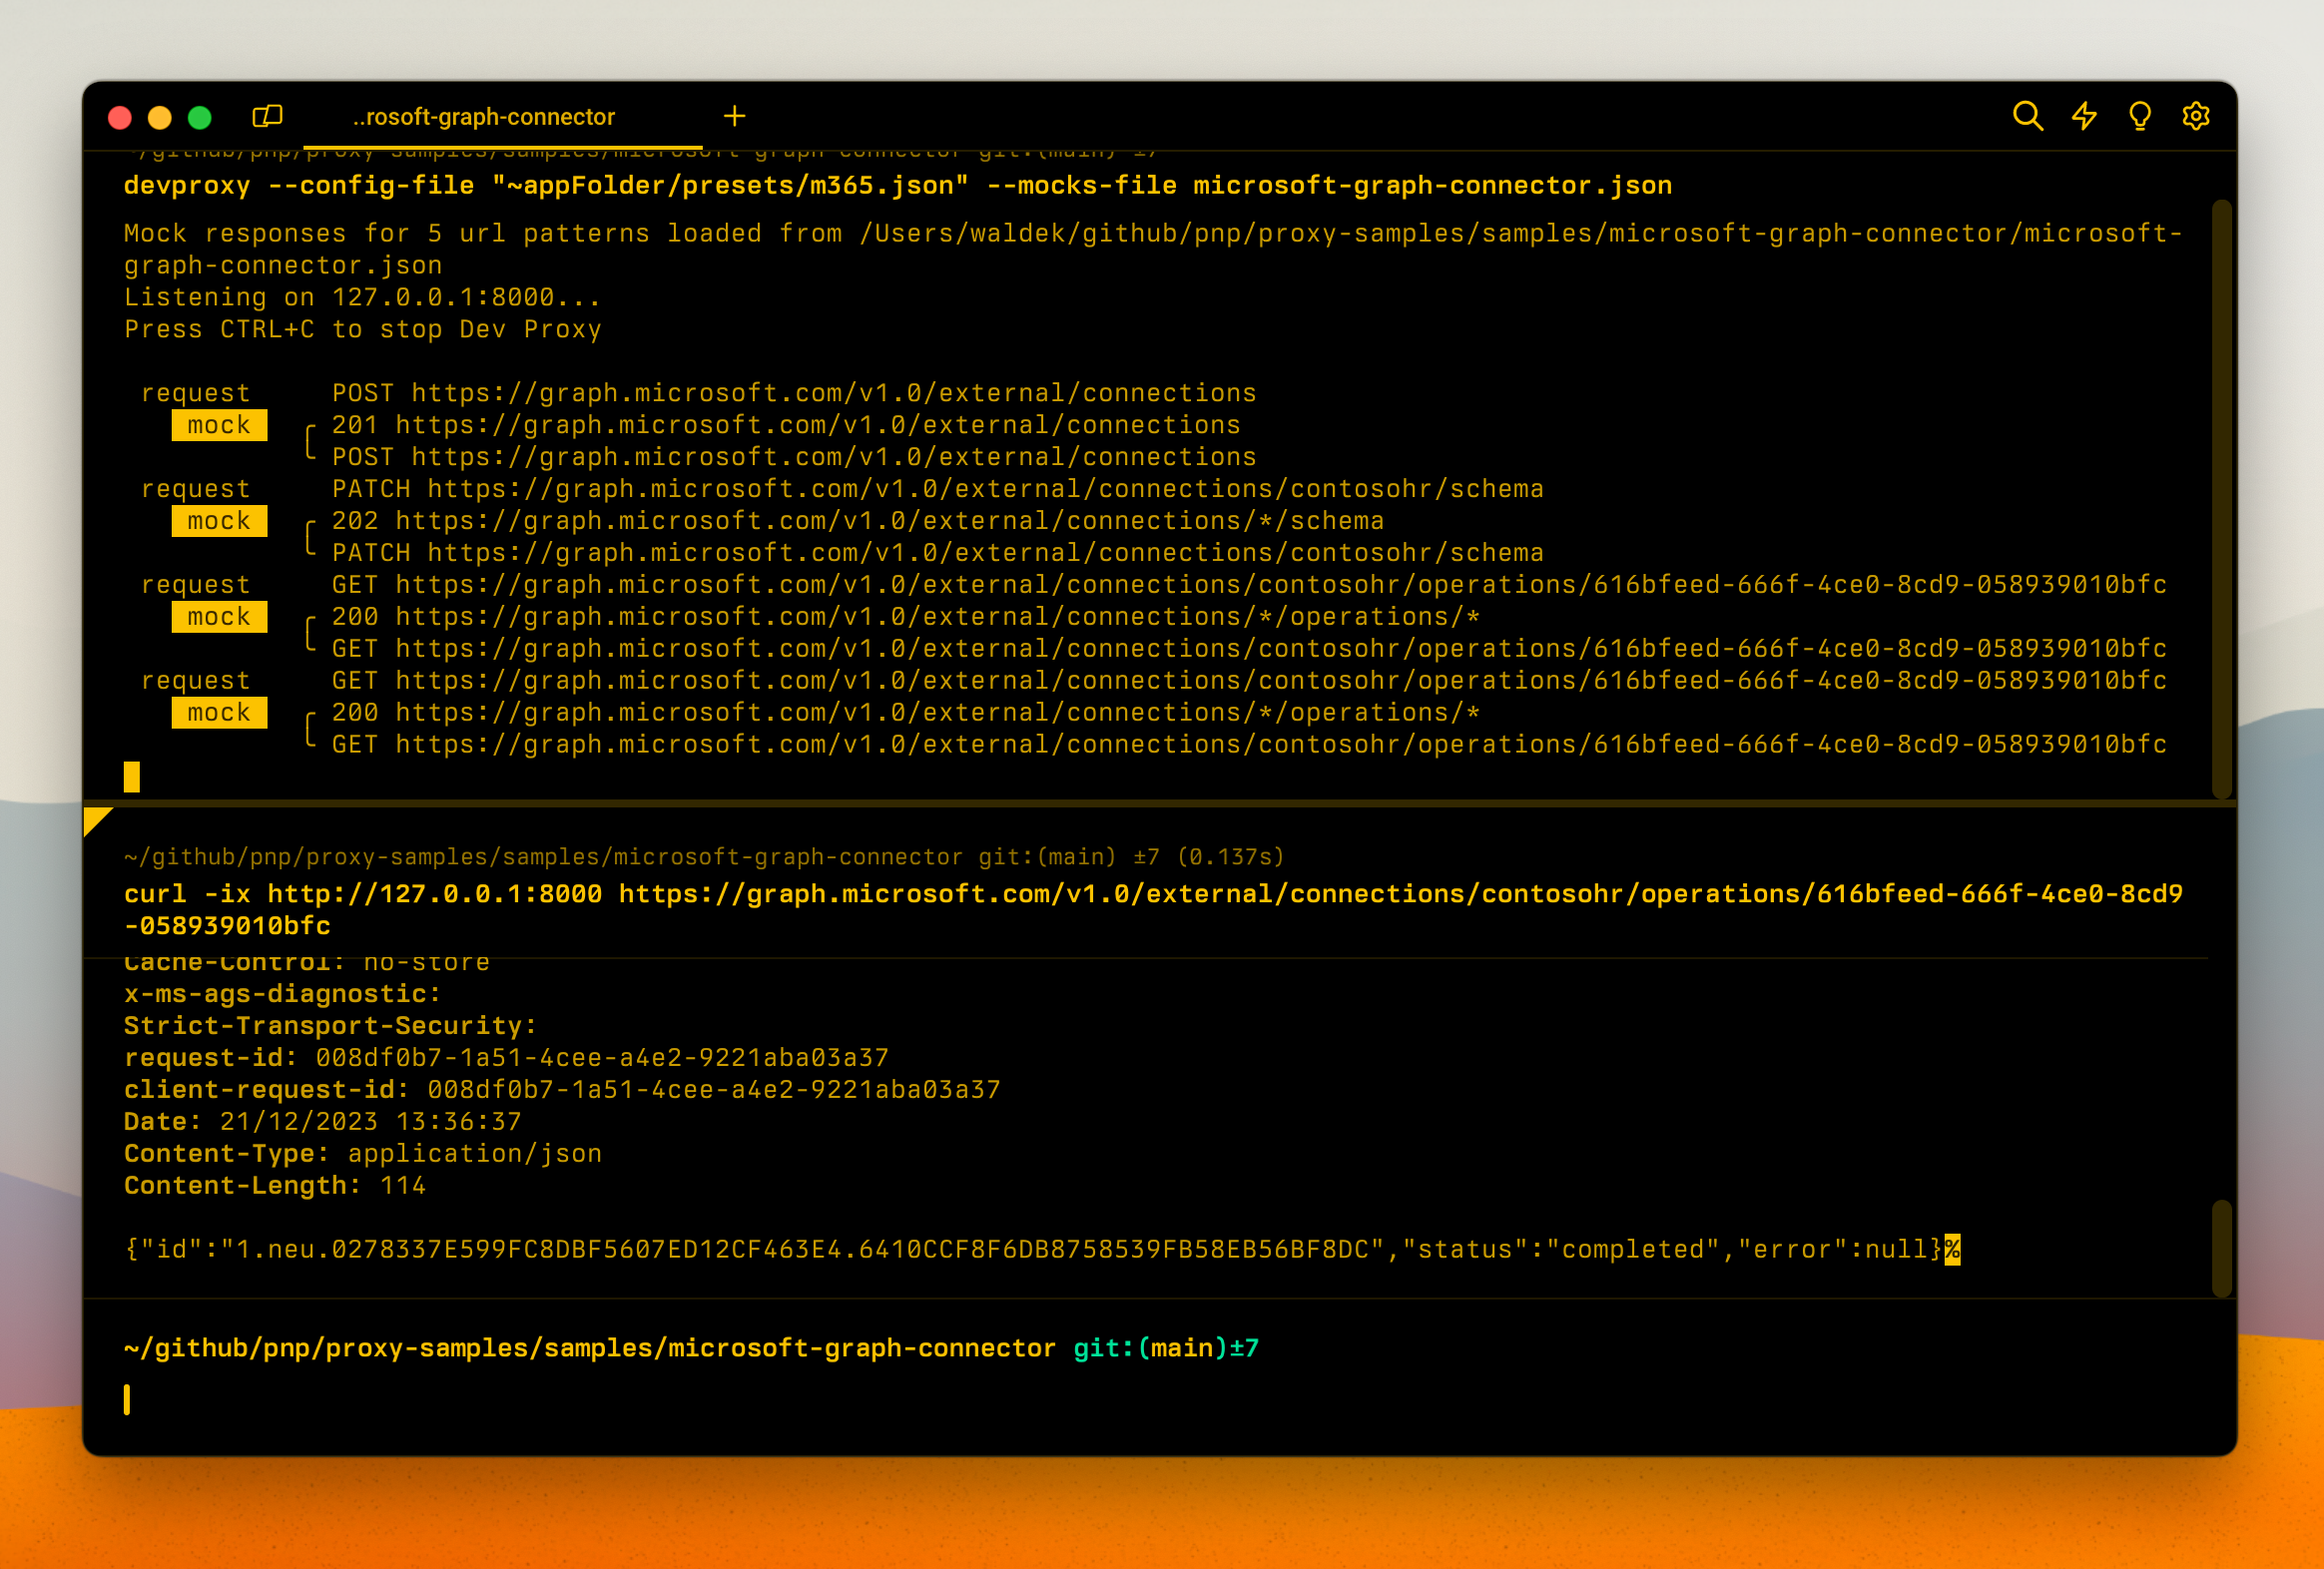 ..rosoft-graph-connector
~/github/pnp/proxy-samples/samples/microsoft-graph-connector git:(main) ±7
devproxy --config-file "~appFolder/presets/m365.json" --mocks-file microsoft-graph-connector.json
Mock responses for 5 url patterns loaded from /Users/waldek/github/pnp/proxy-samples/samples/microsoft-graph-connector/microsoft-
graph-connector.json
Listening on 127.0.0.1:8000...
Press CTRL+C to stop Dev Proxy
request POST https://graph.microsoft.com/v1.0/external/connections
mock 201 https://graph.microsoft.com/v1.0/external/connections
POST https://graph.microsoft.com/v1.0/external/connections
request PATCH https://graph.microsoft.com/v1.0/external/connections/contosohr/schema
mock 202 https://graph.microsoft.com/v1.0/external/connections/*/schema
PATCH https://graph.microsoft.com/v1.0/external/connections/contosohr/schema
request GET https://graph.microsoft.com/v1.0/external/connections/contosohr/operations/616bfeed-666f-4ce0-8cd9-058939010bfc
mock 200 https://graph.microsoft.com/v1.0/external/connections/*/operations/*
GET https://graph.microsoft.com/v1.0/external/connections/contosohr/operations/616bfeed-666f-4ce0-8cd9-058939010bfc
request GET https://graph.microsoft.com/v1.0/external/connections/contosohr/operations/616bfeed-666f-4ce0-8cd9-058939010bfc
mock 200 https://graph.microsoft.com/v1.0/external/connections/*/operations/*
GET https://graph.microsoft.com/v1.0/external/connections/contosohr/operations/616bfeed-666f-4ce0-8cd9-058939010bfc
~/github/pnp/proxy-samples/samples/microsoft-graph-connector git:(main) ±7 (0.137s)
curl -ix http://127.0.0.1:8000 https://graph.microsoft.com/v1.0/external/connections/contosohr/operations/616bfeed-666f-4ce0-8cd9
-058939010bfc
Cache-Control: no-store
x-ms-ags-diagnostic:
Strict-Transport-Security:
request-id: 008df0b7-1a51-4cee-a4e2-9221aba03a37
client-request-id: 008df0b7-1a51-4cee-a4e2-9221aba03a37
Date: 21/12/2023 13:36:37
Content-Type: application/json
Content-Length: 114
{"id":"1.neu.0278337E599FC8DBF5607ED12CF463E4.6410CCF8F6DB8758539FB58EB56BF8DC","status":"completed","error":null}%
~/github/pnp/proxy-samples/samples/microsoft-graph-connector git:(main)±7